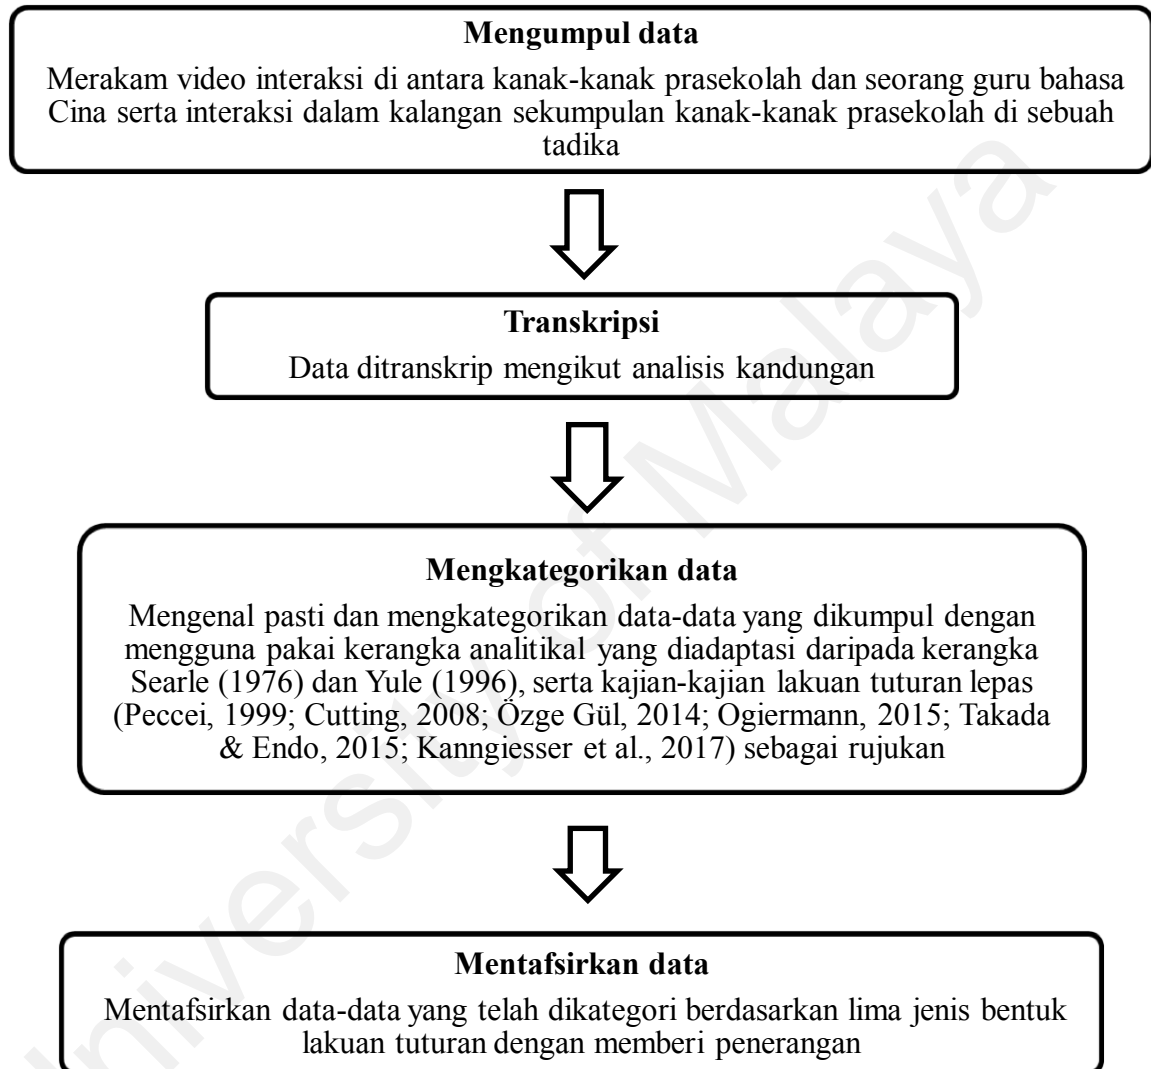 Mengumpul data
Merakam video interaksi di antara kanak-kanak prasekolah dan seorang guru bahasa
Cina serta interaksi dalam kalangan sekumpulan kanak-kanak prasekolah di sebuah
tadika
Transkripsi
Data ditranskrip mengikut analisis kandungan
Mengkategorikan data
Mengenal pasti dan mengkategorikan data-data yang dikumpul dengan
mengguna pakai kerangka analitikal yang diadaptasi daripada kerangka
Searle (1976) dan Yule (1996), serta kajian-kajian lakuan tuturan lepas
(Peccei, 1999; Cutting, 2008; Özge Gül, 2014; Ogiermann, 2015; Takada
& Endo, 2015; Kanngiesser et al., 2017) sebagai rujukan
Mentafsirkan data
Mentafsirkan data-data yang telah dikategori berdasarkan lima jenis bentuk
lakuan tuturan dengan memberi penerangan
University of Malaya